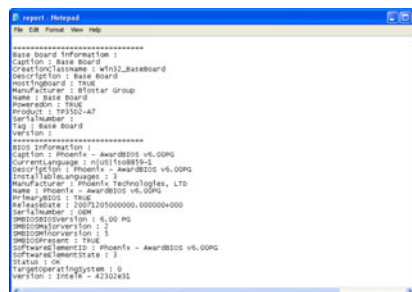 report - Notepad
File Edit Format View Help
==============================
Base board information :
Caption : Base Board
CreationClassName : Win32_BaseBoard
Description : Base Board
HostingBoard : TRUE
Manufacturer : Biostar Group
Name : Base Board
PoweredOn : TRUE
Product : TP35D2-A7
SerialNumber :
Tag : Base Board
Version :
==============================
BIOS Information :
Caption : Phoenix - AwardBIOS v6.00PG
CurrentLanguage : n|US|iso8859-1
Description : Phoenix - AwardBIOS v6.00PG
InstallableLanguages : 3
Manufacturer : Phoenix Technologies, LTD
Name : Phoenix - AwardBIOS v6.00PG
PrimaryBIOS : TRUE
ReleaseDate : 20071205000000.000000+000
SerialNumber : OEM
SMBIOSBIOSVersion : 6.00 PG
SMBIOSMajorVersion : 2
SMBIOSMinorVersion : 5
SMBIOSPresent : TRUE
SoftwareElementID : Phoenix - AwardBIOS v6.00PG
SoftwareElementState : 3
Status : OK
TargetOperatingSystem : 0
Version : IntelR - 42302e31